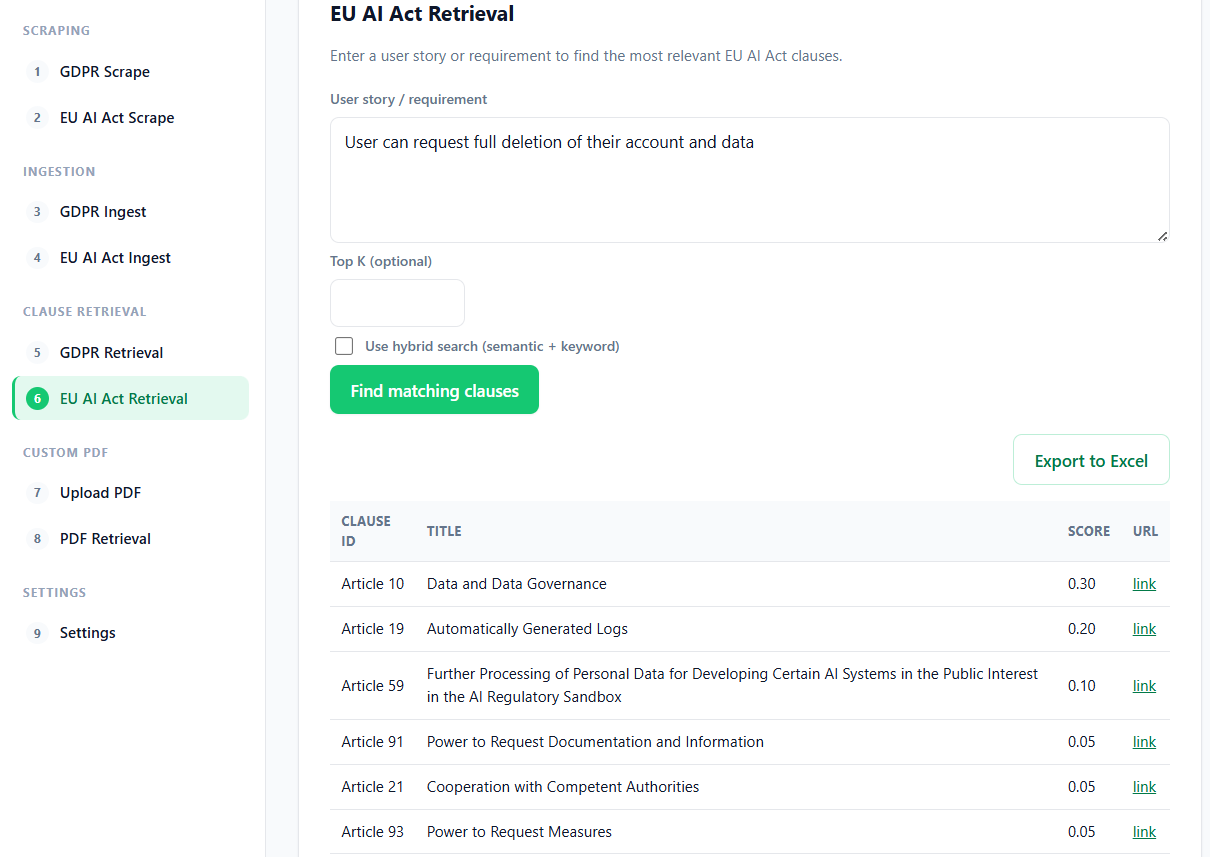 SCRAPING
1 GDPR Scrape
2 EU AI Act Scrape
INGESTION
3 GDPR Ingest
4 EU AI Act Ingest
CLAUSE RETRIEVAL
5 GDPR Retrieval
6 EU AI Act Retrieval
CUSTOM PDF
7 Upload PDF
8 PDF Retrieval
SETTINGS
9 Settings
EU AI Act Retrieval
Enter a user story or requirement to find the most relevant EU AI Act clauses.
User story / requirement
User can request full deletion of their account and data
Top K (optional)
Use hybrid search (semantic + keyword)
Find matching clauses
Export to Excel
CLAUSE
ID TITLE SCORE URL
Article 10 Data and Data Governance 0.30 link
Article 19 Automatically Generated Logs 0.20 link
Article 59 Further Processing of Personal Data for Developing Certain AI Systems in the Public Interest
in the AI Regulatory Sandbox 0.10 link
Article 91 Power to Request Documentation and Information 0.05 link
Article 21 Cooperation with Competent Authorities 0.05 link
Article 93 Power to Request Measures 0.05 link